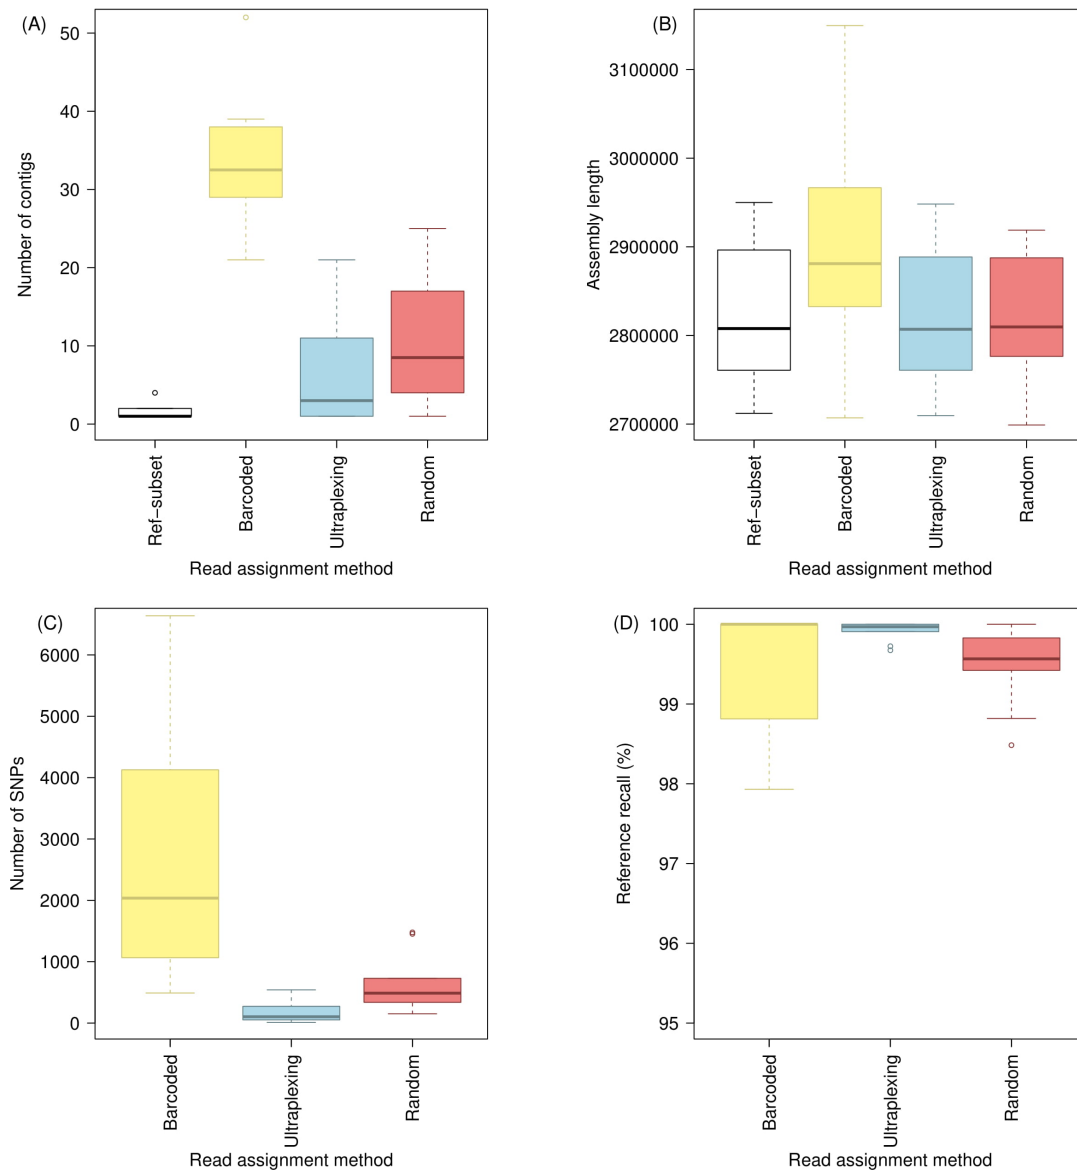 (A)
Number of contigs
50
40
30
20
10
0
Ref−subset
Barcoded
Ultraplexing
Random
Read assignment method
(B)
Assembly length
3100000
3000000
2900000
2800000
2700000
Ref−subset
Barcoded
Ultraplexing
Random
Read assignment method
(C)
Number of SNPs
6000
5000
4000
3000
2000
1000
0
Barcoded
Ultraplexing
Random
Read assignment method
(D)
Reference recall (%)
100
99
98
97
96
95
Barcoded
Ultraplexing
Random
Read assignment method